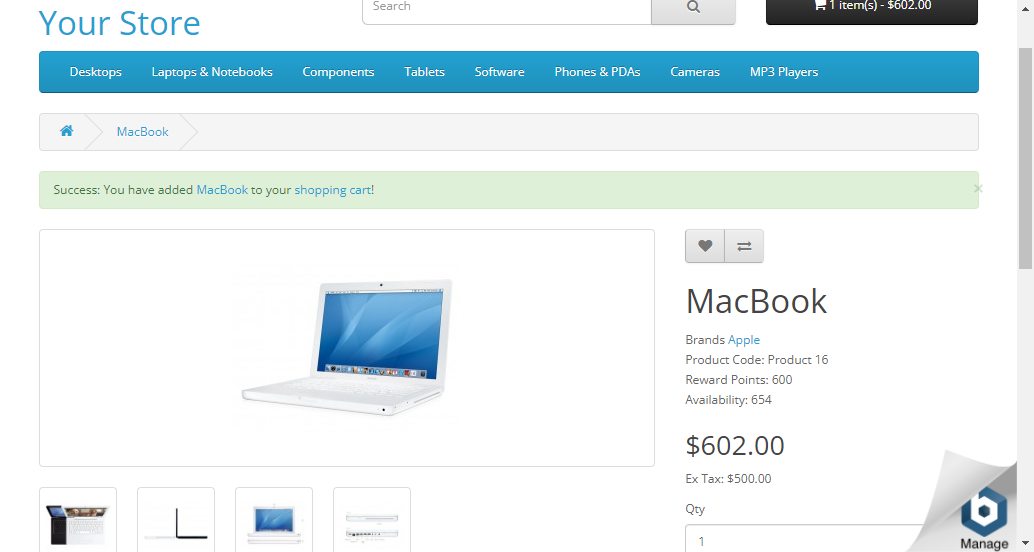 Your Store
Search
1 item(s) - $602.00
Desktops
Laptops & Notebooks
Components
Tablets
Software
Phones & PDAs
Cameras
MP3 Players
MacBook
Success: You have added MacBook to your shopping cart!
×
MacBook
Brands Apple
Product Code: Product 16
Reward Points: 600
Availability: 654
$602.00
Ex Tax: $500.00
Qty
1
Manage